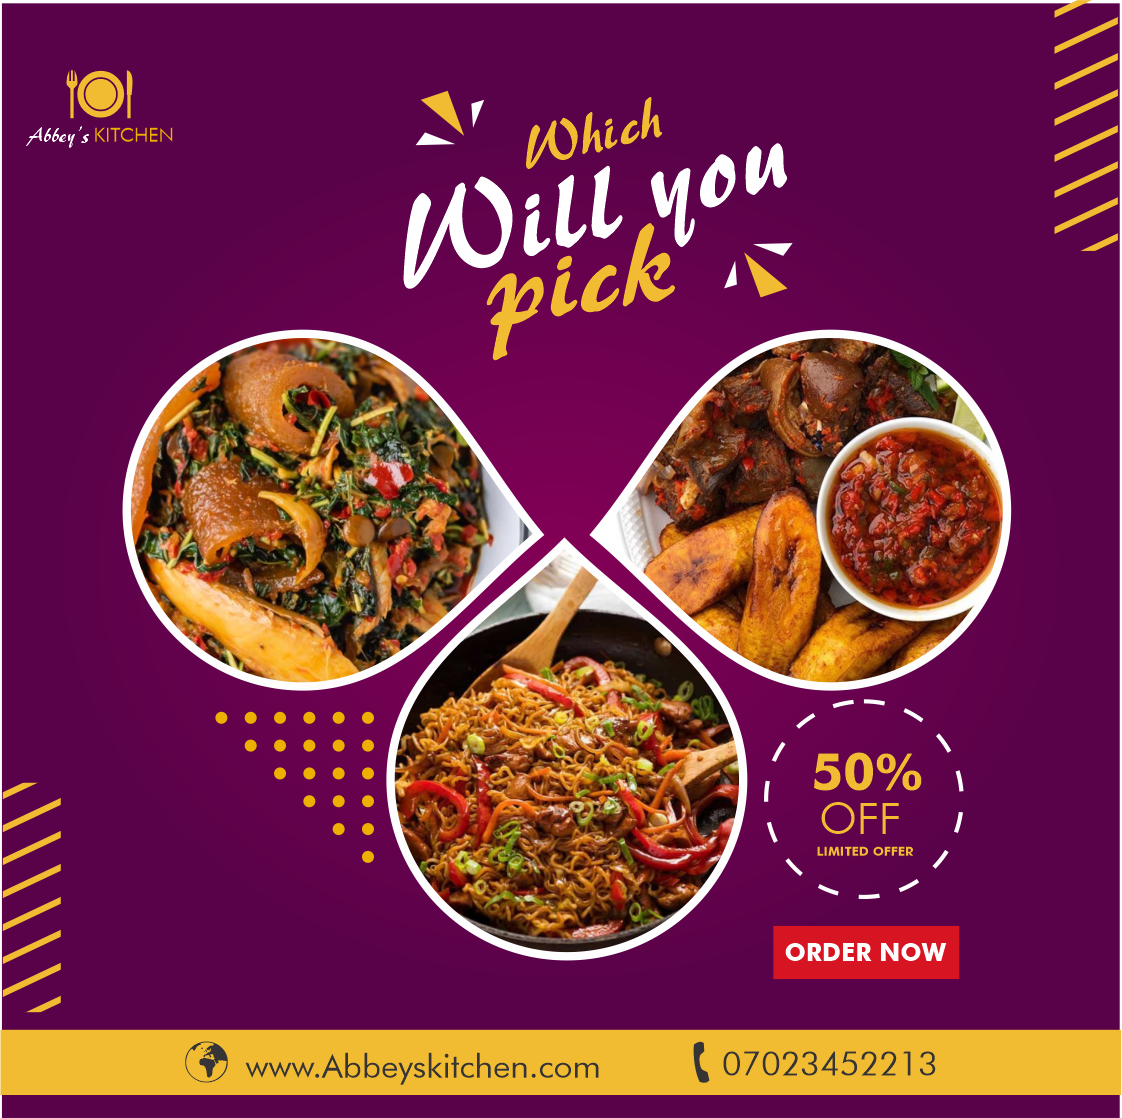 Abbey's KITCHEN
Which
Will you
pick
50%
OFF
LIMITED OFFER
ORDER NOW
www.Abbeyskitchen.com
07023452213